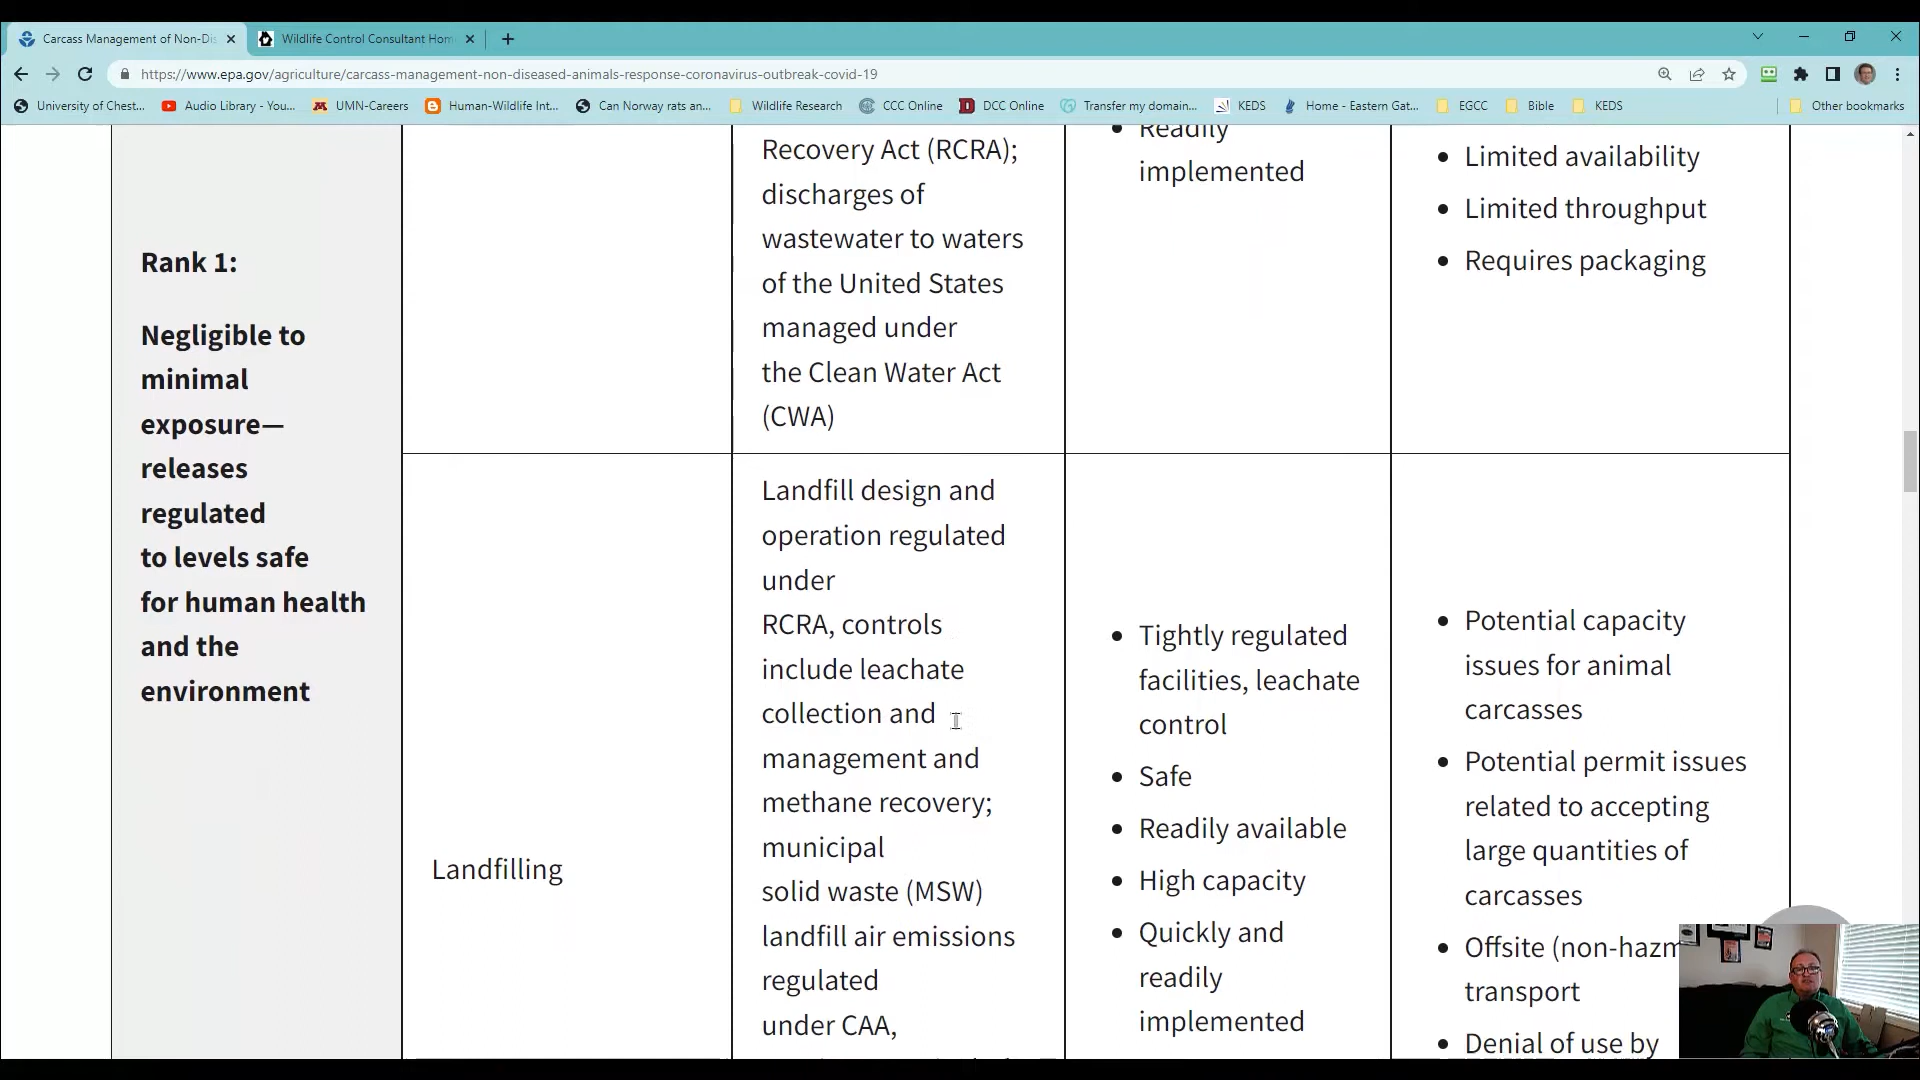 Carcass Management of Non-Dis
Wildlife Control Consultant Hom
https://www.epa.gov/agriculture/carcass-management-non-diseased-animals-response-coronavirus-outbreak-covid-19
University of Chest...
Audio Library - You...
UMN-Careers
Human-Wildlife Int...
Can Norway rats an...
Wildlife Research
CCC Online
DCC Online
Transfer my domain...
KEDS
Home - Eastern Gat...
EGCC
Bible
KEDS
Other bookmarks
Rank 1:
Negligible to
minimal
exposure—
releases
regulated
to levels safe
for human health
and the
environment
Recovery Act (RCRA);
discharges of
wastewater to waters
of the United States
managed under
the Clean Water Act
(CWA)
Readily
implemented
Limited availability
Limited throughput
Requires packaging
Landfilling
Landfill design and
operation regulated
under
RCRA, controls
include leachate
collection and
management and
methane recovery;
municipal
solid waste (MSW)
landfill air emissions
regulated
under CAA,
Tightly regulated
facilities, leachate
control
Safe
Readily available
High capacity
Quickly and
readily
implemented
Potential capacity
issues for animal
carcasses
Potential permit issues
related to accepting
large quantities of
carcasses
Offsite (non-hazm
transport
Denial of use by